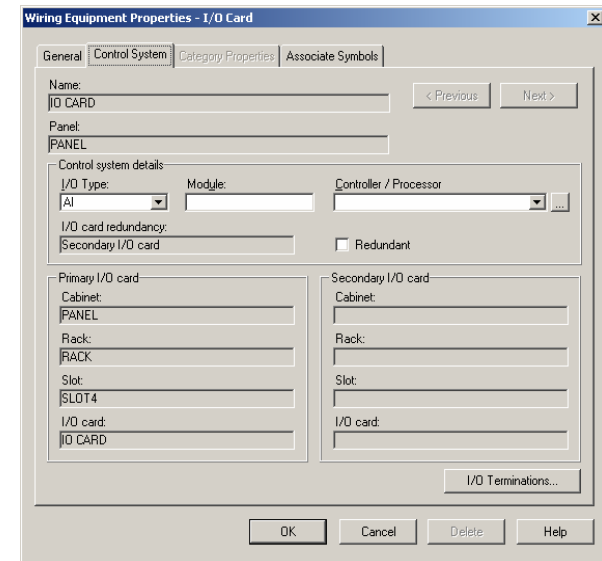 Wiring Equipment Properties - I/O Card
General Control System Category Properties Associate Symbols
Name:
IO CARD
< Previous Next >
Panel:
PANEL
Control system details
I/O Type: Module: Controller / Processor
AI ...
I/O card redundancy:
Secondary I/O card Redundant
Primary I/O card Secondary I/O card
Cabinet: Cabinet:
PANEL
Rack: Rack:
RACK
Slot: Slot:
SLOT4
I/O card: I/O card:
IO CARD
I/O Terminations...
OK Cancel Delete Help